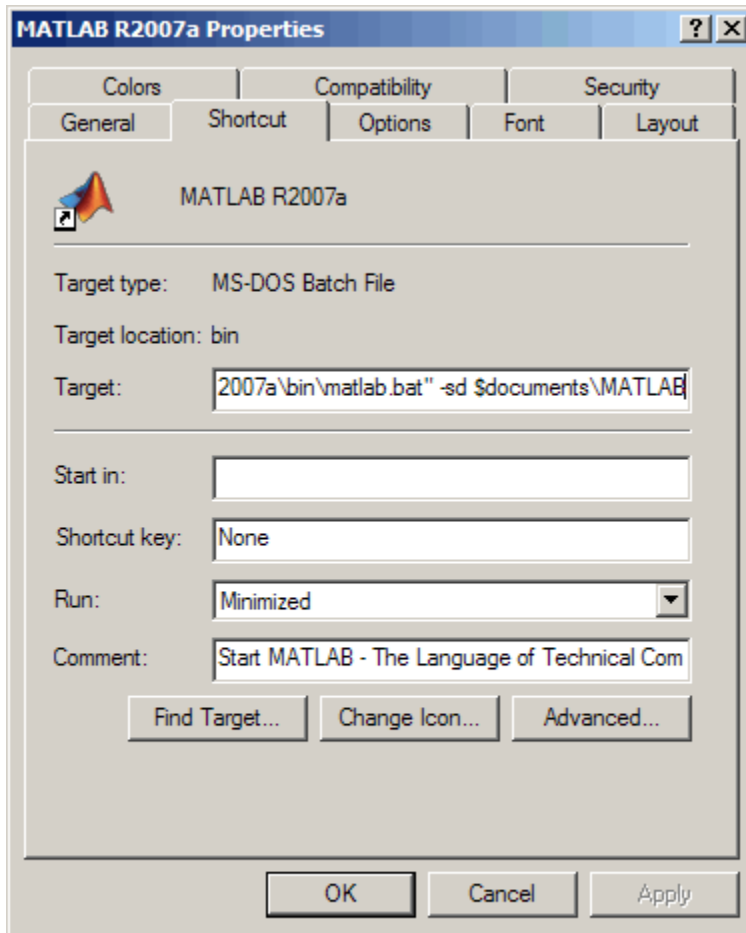 MATLAB R2007a Properties
Colors Compatibility Security
General Shortcut Options Font Layout
MATLAB R2007a
Target type: MS-DOS Batch File
Target location: bin
Target: 2007a\bin\matlab.bat" -sd $documents\MATLAB
Start in:
Shortcut key: None
Run: Minimized
Comment: Start MATLAB - The Language of Technical Com
Find Target... Change Icon... Advanced...
OK Cancel Apply